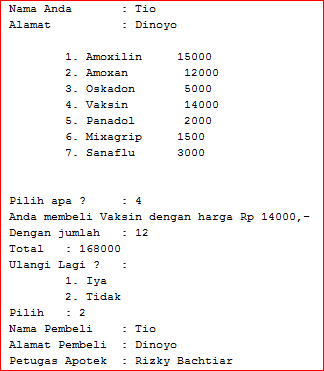 Nama Anda : Tio
Alamat : Dinoyo
1. Amoxilin 15000
2. Amoxan 12000
3. Oskadon 5000
4. Vaksin 14000
5. Panadol 2000
6. Mixagrip 1500
7. Sanaflu 3000
Pilih apa ? : 4
Anda membeli Vaksin dengan harga Rp 14000,-
Dengan jumlah : 12
Total : 168000
Ulangi Lagi ? :
1. Iya
2. Tidak
Pilih : 2
Nama Pembeli : Tio
Alamat Pembeli : Dinoyo
Petugas Apotek : Rizky Bachtiar